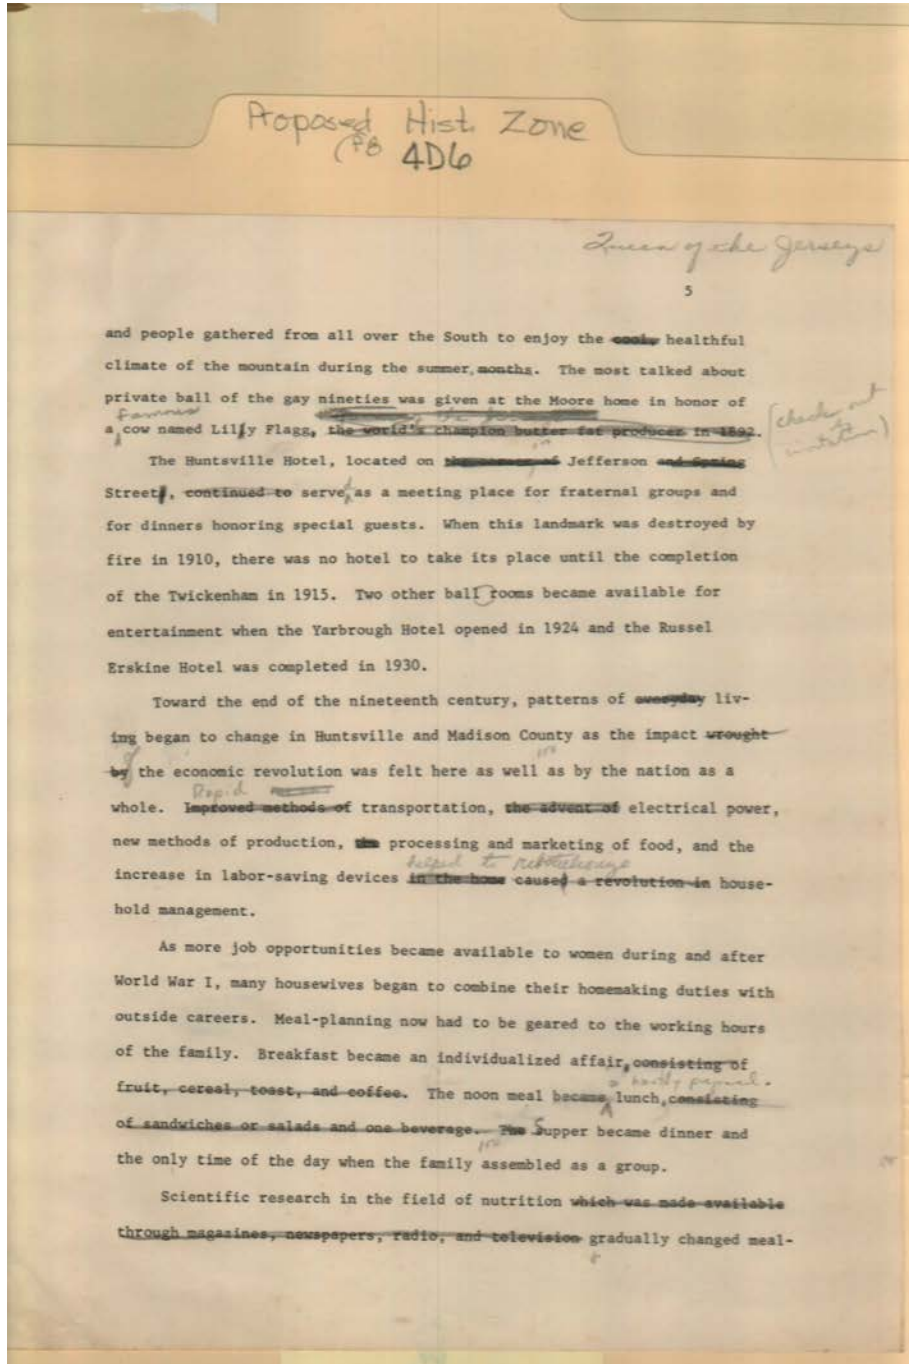 Proposed Hist. Zone
4D6
Queen of the Jerseys
5
and people gathered from all over the South to enjoy the cool, healthful
climate of the mountain during the summer, months. The most talked about
private ball of the gay nineties was given at the Moore home in honor of
famous
a cow named Lilly Flagg, the world's champion butter fat producer in 1892.
(check out
invitation)
on
The Huntsville Hotel, located on the corner of Jefferson and Spring
Street, continued to serve as a meeting place for fraternal groups and
for dinners honoring special guests. When this landmark was destroyed by
fire in 1910, there was no hotel to take its place until the completion
of the Twickenham in 1915. Two other ball rooms became available for
entertainment when the Yarbrough Hotel opened in 1924 and the Russel
Erskine Hotel was completed in 1930.
Toward the end of the nineteenth century, patterns of everyday liv-
ing began to change in Huntsville and Madison County as the impact wrought
of
by the economic revolution was felt here as well as by the nation as a
Rapid
whole. Improved methods of transportation, the advent of electrical power,
new methods of production, the processing and marketing of food, and the
helped to revolutionize
increase in labor-saving devices in the home caused a revolution in house-
hold management.
As more job opportunities became available to women during and after
World War I, many housewives began to combine their homemaking duties with
outside careers. Meal-planning now had to be geared to the working hours
of the family. Breakfast became an individualized affair, consisting of
a hastily prepared
fruit, cereal, toast, and coffee. The noon meal became lunch, consisting
of sandwiches or salads and one beverage. The Supper became dinner and
the only time of the day when the family assembled as a group.
Scientific research in the field of nutrition which was made available
through magazines, newspapers, radio, and television gradually changed meal-